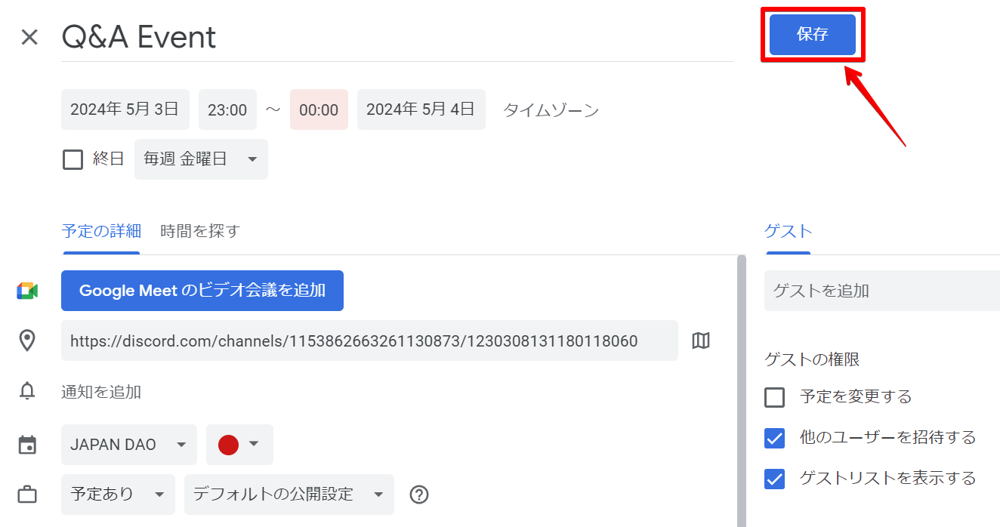 Q&A Event
保存
2024年 5月 3日 23:00 ～ 00:00 2024年 5月 4日 タイムゾーン
終日 毎週 金曜日
予定の詳細 時間を探す
Google Meet のビデオ会議を追加
https://discord.com/channels/1153862663261130873/1230308131180118060
通知を追加
JAPAN DAO
予定あり デフォルトの公開設定
ゲスト
ゲストを追加
ゲストの権限
予定を変更する
他のユーザーを招待する
ゲストリストを表示する